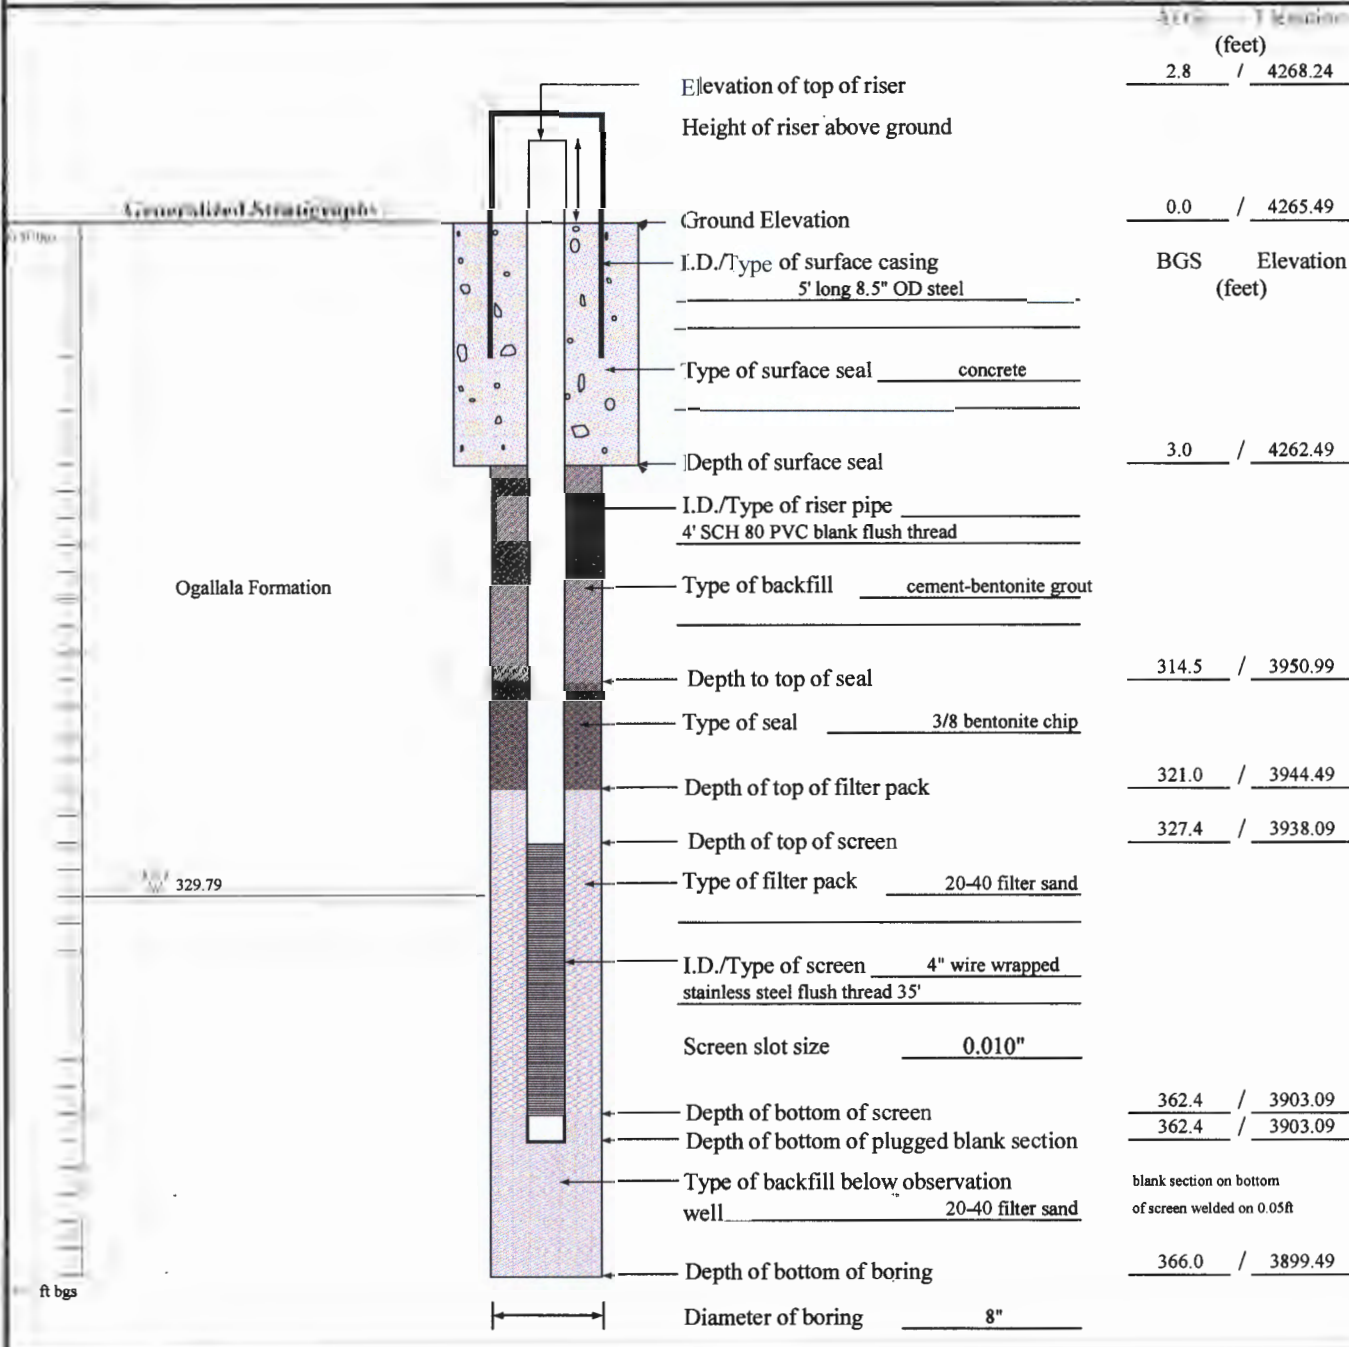 (feet)
Elevation of top of riser 2.8 / 4268.24
Height of riser above ground
Generalized Stratigraphy
Ground Elevation 0.0 / 4265.49
I.D./Type of surface casing BGS Elevation
5' long 8.5" OD steel (feet)
Type of surface seal concrete
Depth of surface seal 3.0 / 4262.49
I.D./Type of riser pipe
4' SCH 80 PVC blank flush thread
Ogallala Formation
Type of backfill cement-bentonite grout
Depth to top of seal 314.5 / 3950.99
Type of seal 3/8 bentonite chip
Depth of top of filter pack 321.0 / 3944.49
Depth of top of screen 327.4 / 3938.09
329.79
Type of filter pack 20-40 filter sand
I.D./Type of screen 4" wire wrapped
stainless steel flush thread 35'
Screen slot size 0.010"
Depth of bottom of screen 362.4 / 3903.09
Depth of bottom of plugged blank section 362.4 / 3903.09
Type of backfill below observation blank section on bottom
well 20-40 filter sand of screen welded on 0.05ft
Depth of bottom of boring 366.0 / 3899.49
ft bgs
Diameter of boring 8"